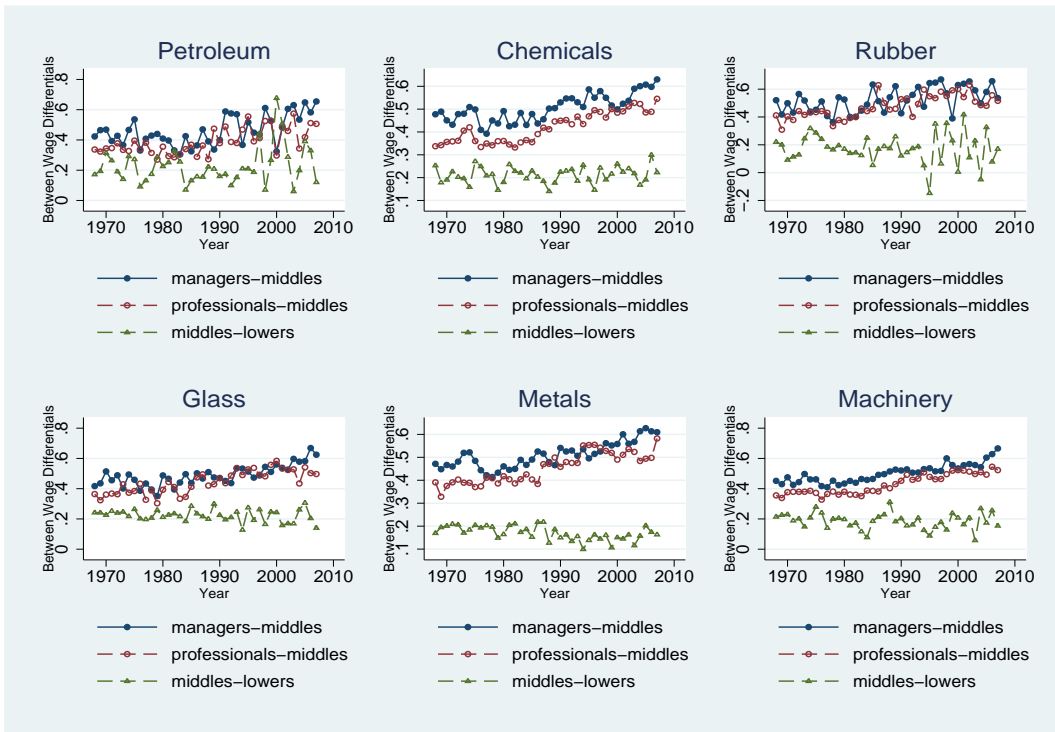 Petroleum
Between Wage Differentials
0 .2 .4 .6 .8
1970 1980 1990 2000 2010
Year
managers−middles
professionals−middles
middles−lowers
Chemicals
Between Wage Differentials
.1 .2 .3 .4 .5 .6
1970 1980 1990 2000 2010
Year
managers−middles
professionals−middles
middles−lowers
Rubber
Between Wage Differentials
−.2 0 .2 .4 .6
1970 1980 1990 2000 2010
Year
managers−middles
professionals−middles
middles−lowers
Glass
Between Wage Differentials
0 .2 .4 .6 .8
1970 1980 1990 2000 2010
Year
managers−middles
professionals−middles
middles−lowers
Metals
Between Wage Differentials
.1 .2 .3 .4 .5 .6
1970 1980 1990 2000 2010
Year
managers−middles
professionals−middles
middles−lowers
Machinery
Between Wage Differentials
0 .2 .4 .6 .8
1970 1980 1990 2000 2010
Year
managers−middles
professionals−middles
middles−lowers